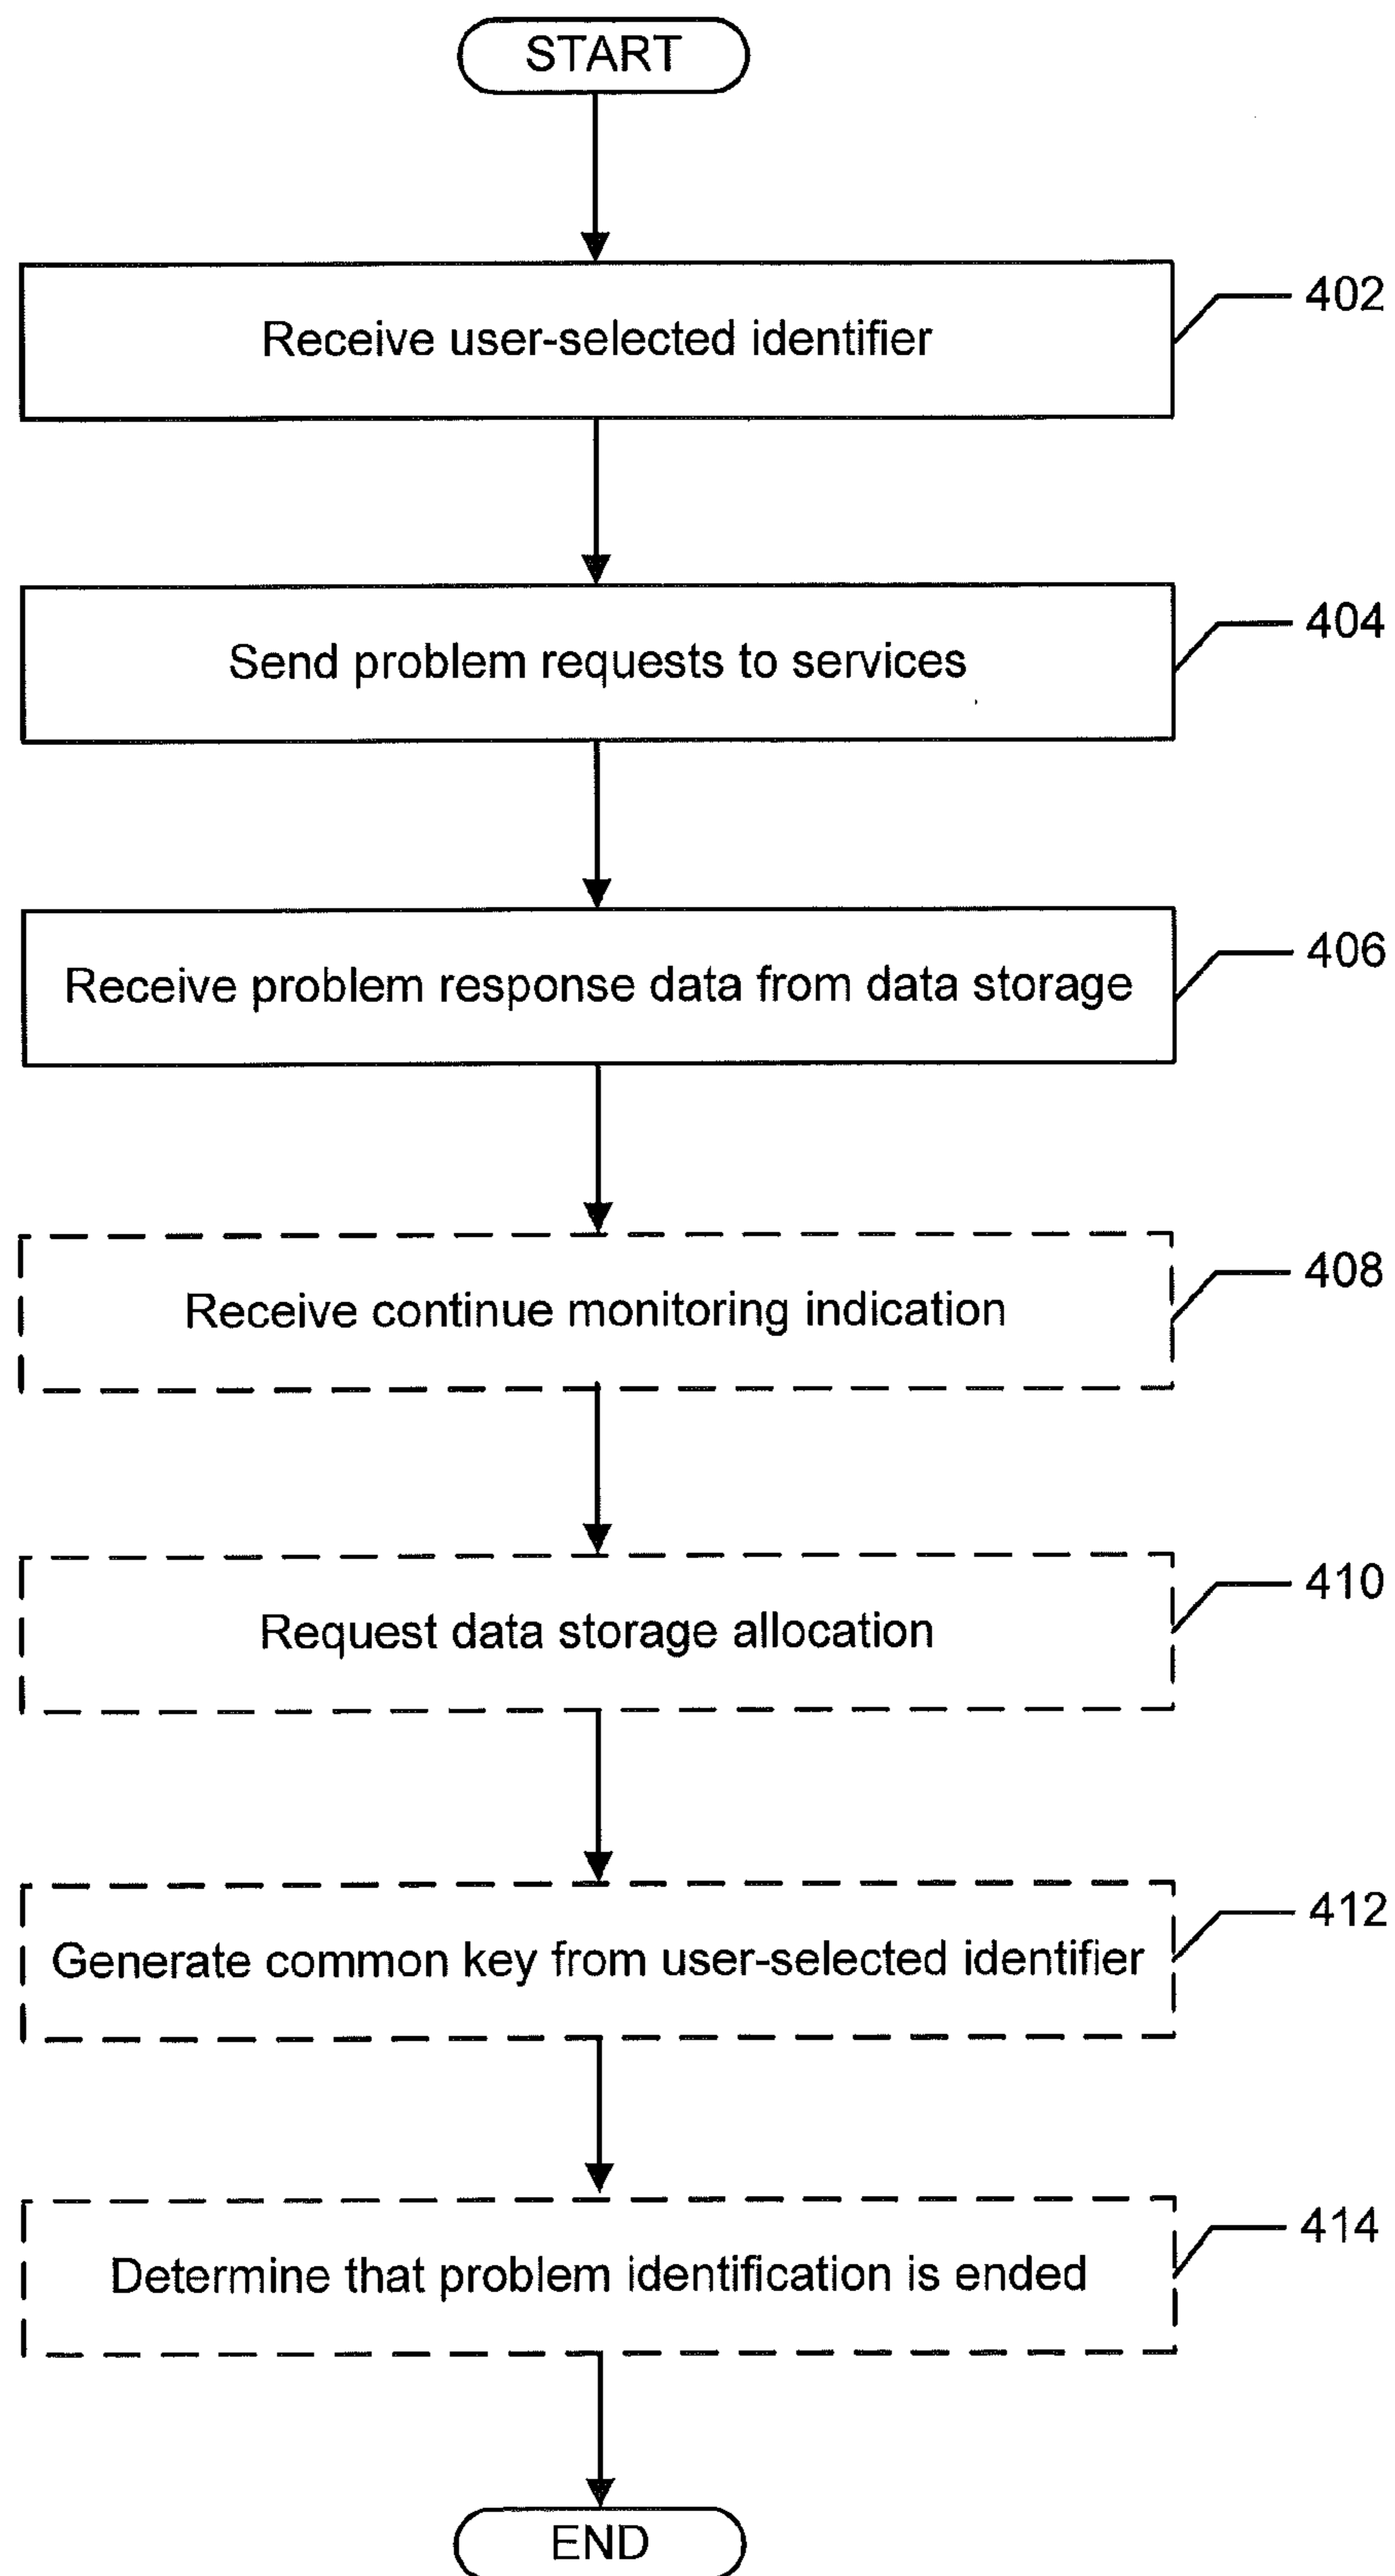 START
Receive user-selected identifier
402
Send problem requests to services
404
Receive problem response data from data storage
406
Receive continue monitoring indication
408
Request data storage allocation
410
Generate common key from user-selected identifier
412
Determine that problem identification is ended
414
END